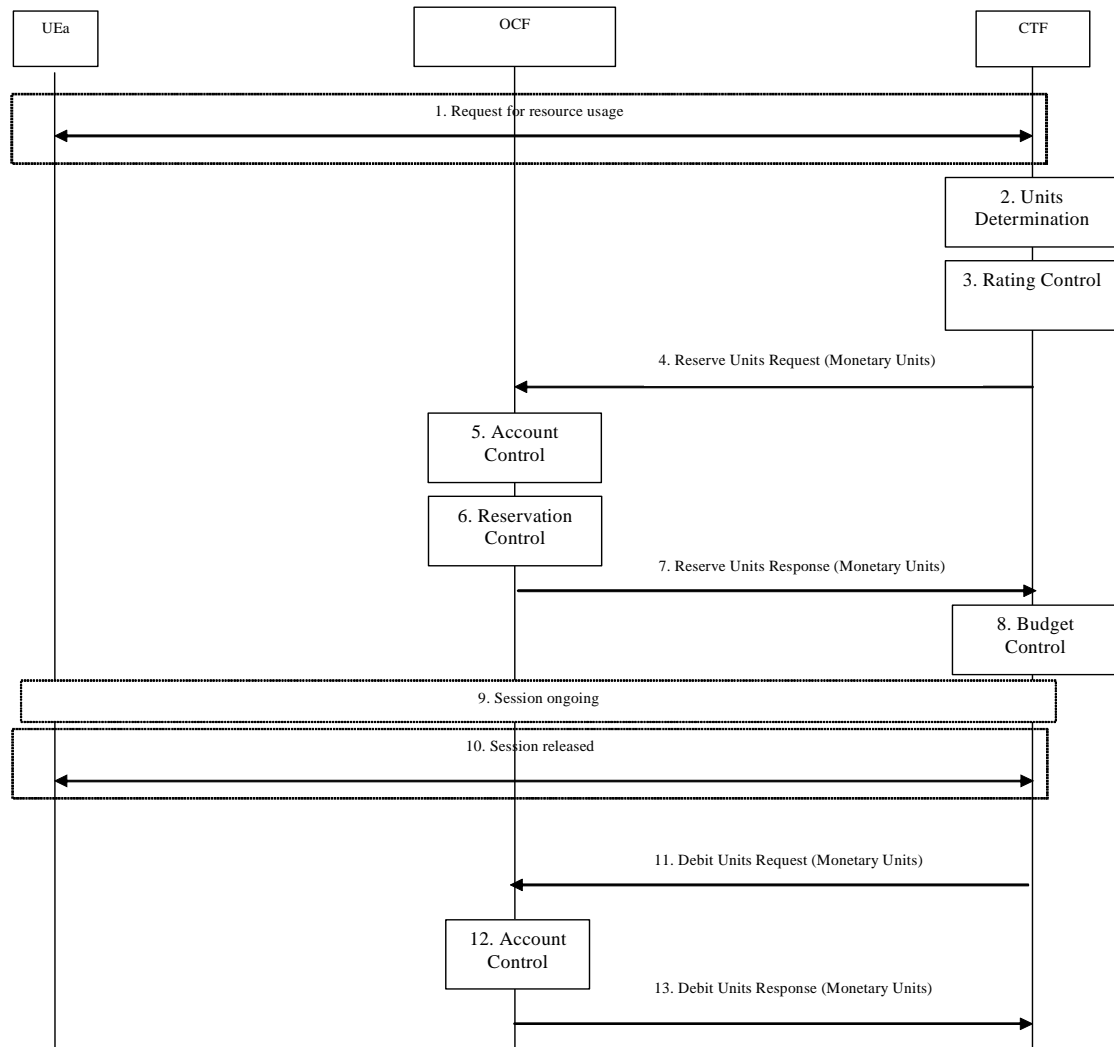 UEa
OCF
CTF
1. Request for resource usage
2. Units
Determination
3. Rating Control
4. Reserve Units Request (Monetary Units)
5. Account
Control
6. Reservation
Control
7. Reserve Units Response (Monetary Units)
8. Budget
Control
9. Session ongoing
10. Session released
11. Debit Units Request (Monetary Units)
12. Account
Control
13. Debit Units Response (Monetary Units)